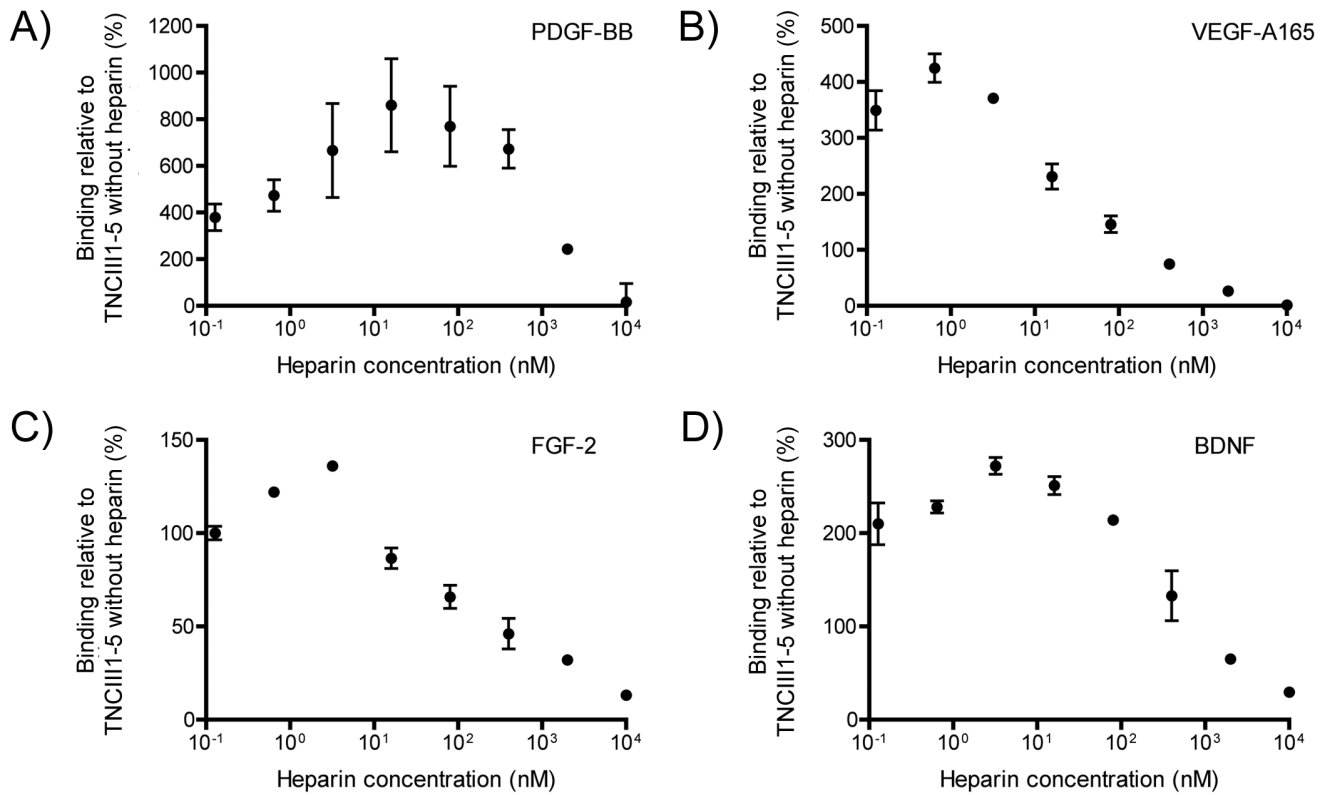 A)
PDGF-BB
Binding relative to
TNCIII1-5 without heparin (%)
1200
1000
800
600
400
200
0
10-1
100
101
102
103
104
Heparin concentration (nM)
B)
VEGF-A165
Binding relative to
TNCIII1-5 without heparin (%)
500
400
300
200
100
0
10-1
100
101
102
103
104
Heparin concentration (nM)
C)
FGF-2
Binding relative to
TNCIII1-5 without heparin (%)
150
100
50
0
10-1
100
101
102
103
104
Heparin concentration (nM)
D)
BDNF
Binding relative to
TNCIII1-5 without heparin (%)
300
200
100
0
10-1
100
101
102
103
104
Heparin concentration (nM)